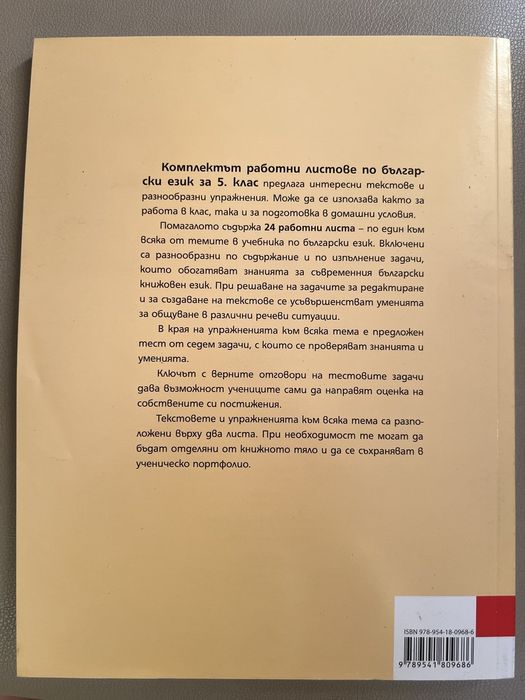 Комплектът работни листове по българ-
ски език за 5. клас предлага интересни текстове и
разнообразни упражнения. Може да се използва както за
работа в клас, така и за подготовка в домашни условия.
Помагалото съдържа 24 работни листа – по един към
всяка от темите в учебника по български език. Включени
са разнообразни по съдържание и по изпълнение задачи,
които обогатяват знанията за съвременния български
книжовен език. При решаване на задачите за редактиране
и за създаване на текстове се усъвършенстват уменията
за общуване в различни речеви ситуации.
В края на упражненията към всяка тема е предложен
тест от седем задачи, с които се проверяват знанията и
уменията.
Ключът с верните отговори на тестовите задачи
дава възможност учениците сами да направят оценка на
собствените си постижения.
Текстовете и упражненията към всяка тема са разпо-
ложени върху два листа. При необходимост те могат да
бъдат отделяни от книжното тяло и да се съхраняват в
ученическо портфолио.
ISBN 978-954-18-0968-6
9 789541 809686